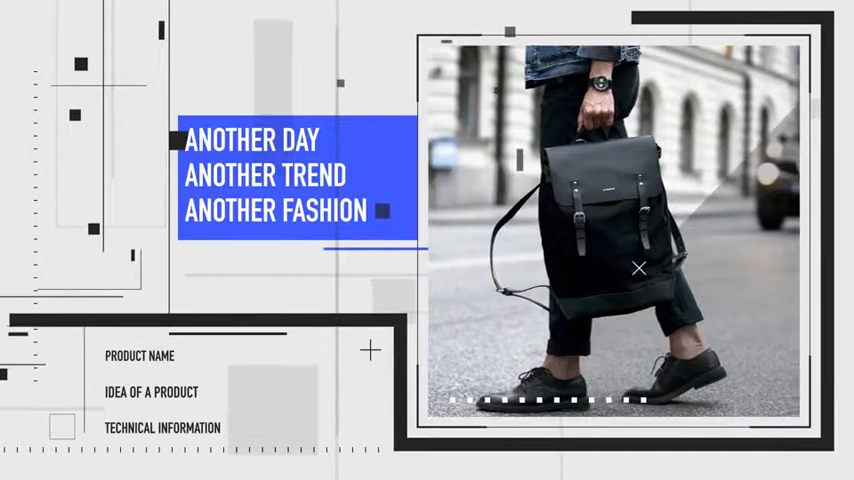 ANOTHER DAY
ANOTHER TREND
ANOTHER FASHION
PRODUCT NAME
IDEA OF A PRODUCT
TECHNICAL INFORMATION